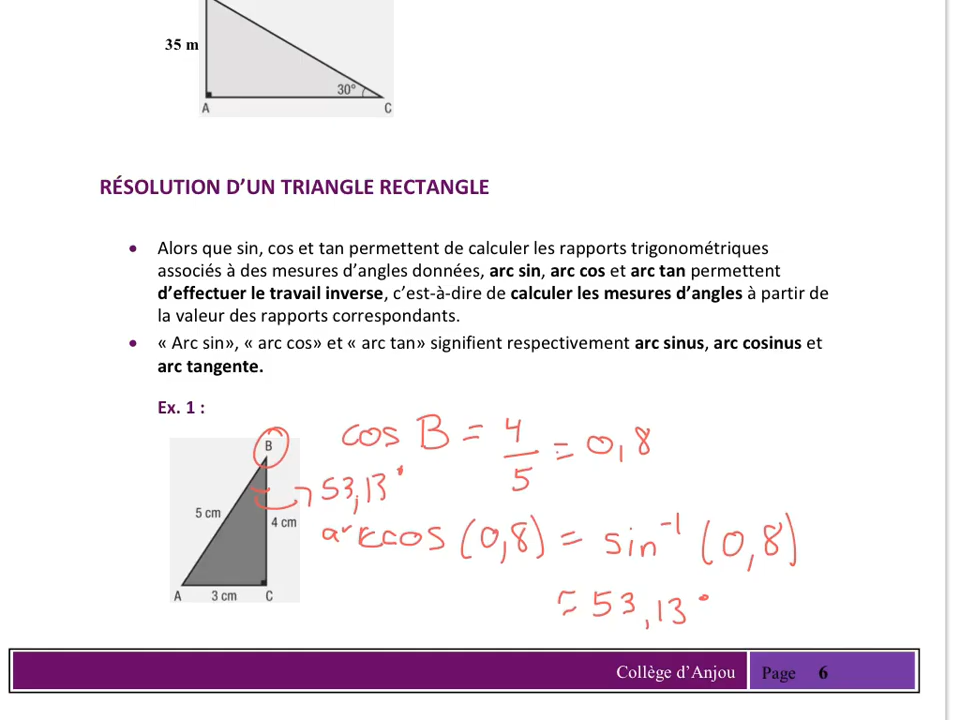 35 m
30°
A
C
RÉSOLUTION D’UN TRIANGLE RECTANGLE
• Alors que sin, cos et tan permettent de calculer les rapports trigonométriques
associés à des mesures d’angles données, arc sin, arc cos et arc tan permettent
d’effectuer le travail inverse, c’est-à-dire de calculer les mesures d’angles à partir de
la valeur des rapports correspondants.
• « Arc sin», « arc cos» et « arc tan» signifient respectivement arc sinus, arc cosinus et
arc tangente.
Ex. 1 :
cos B = 4/5 = 0,8
B
53,13°
5 cm
4 cm
arccos (0,8) = sin⁻¹ (0,8)
A
3 cm
C
≈ 53,13°
Collège d’Anjou
Page 6